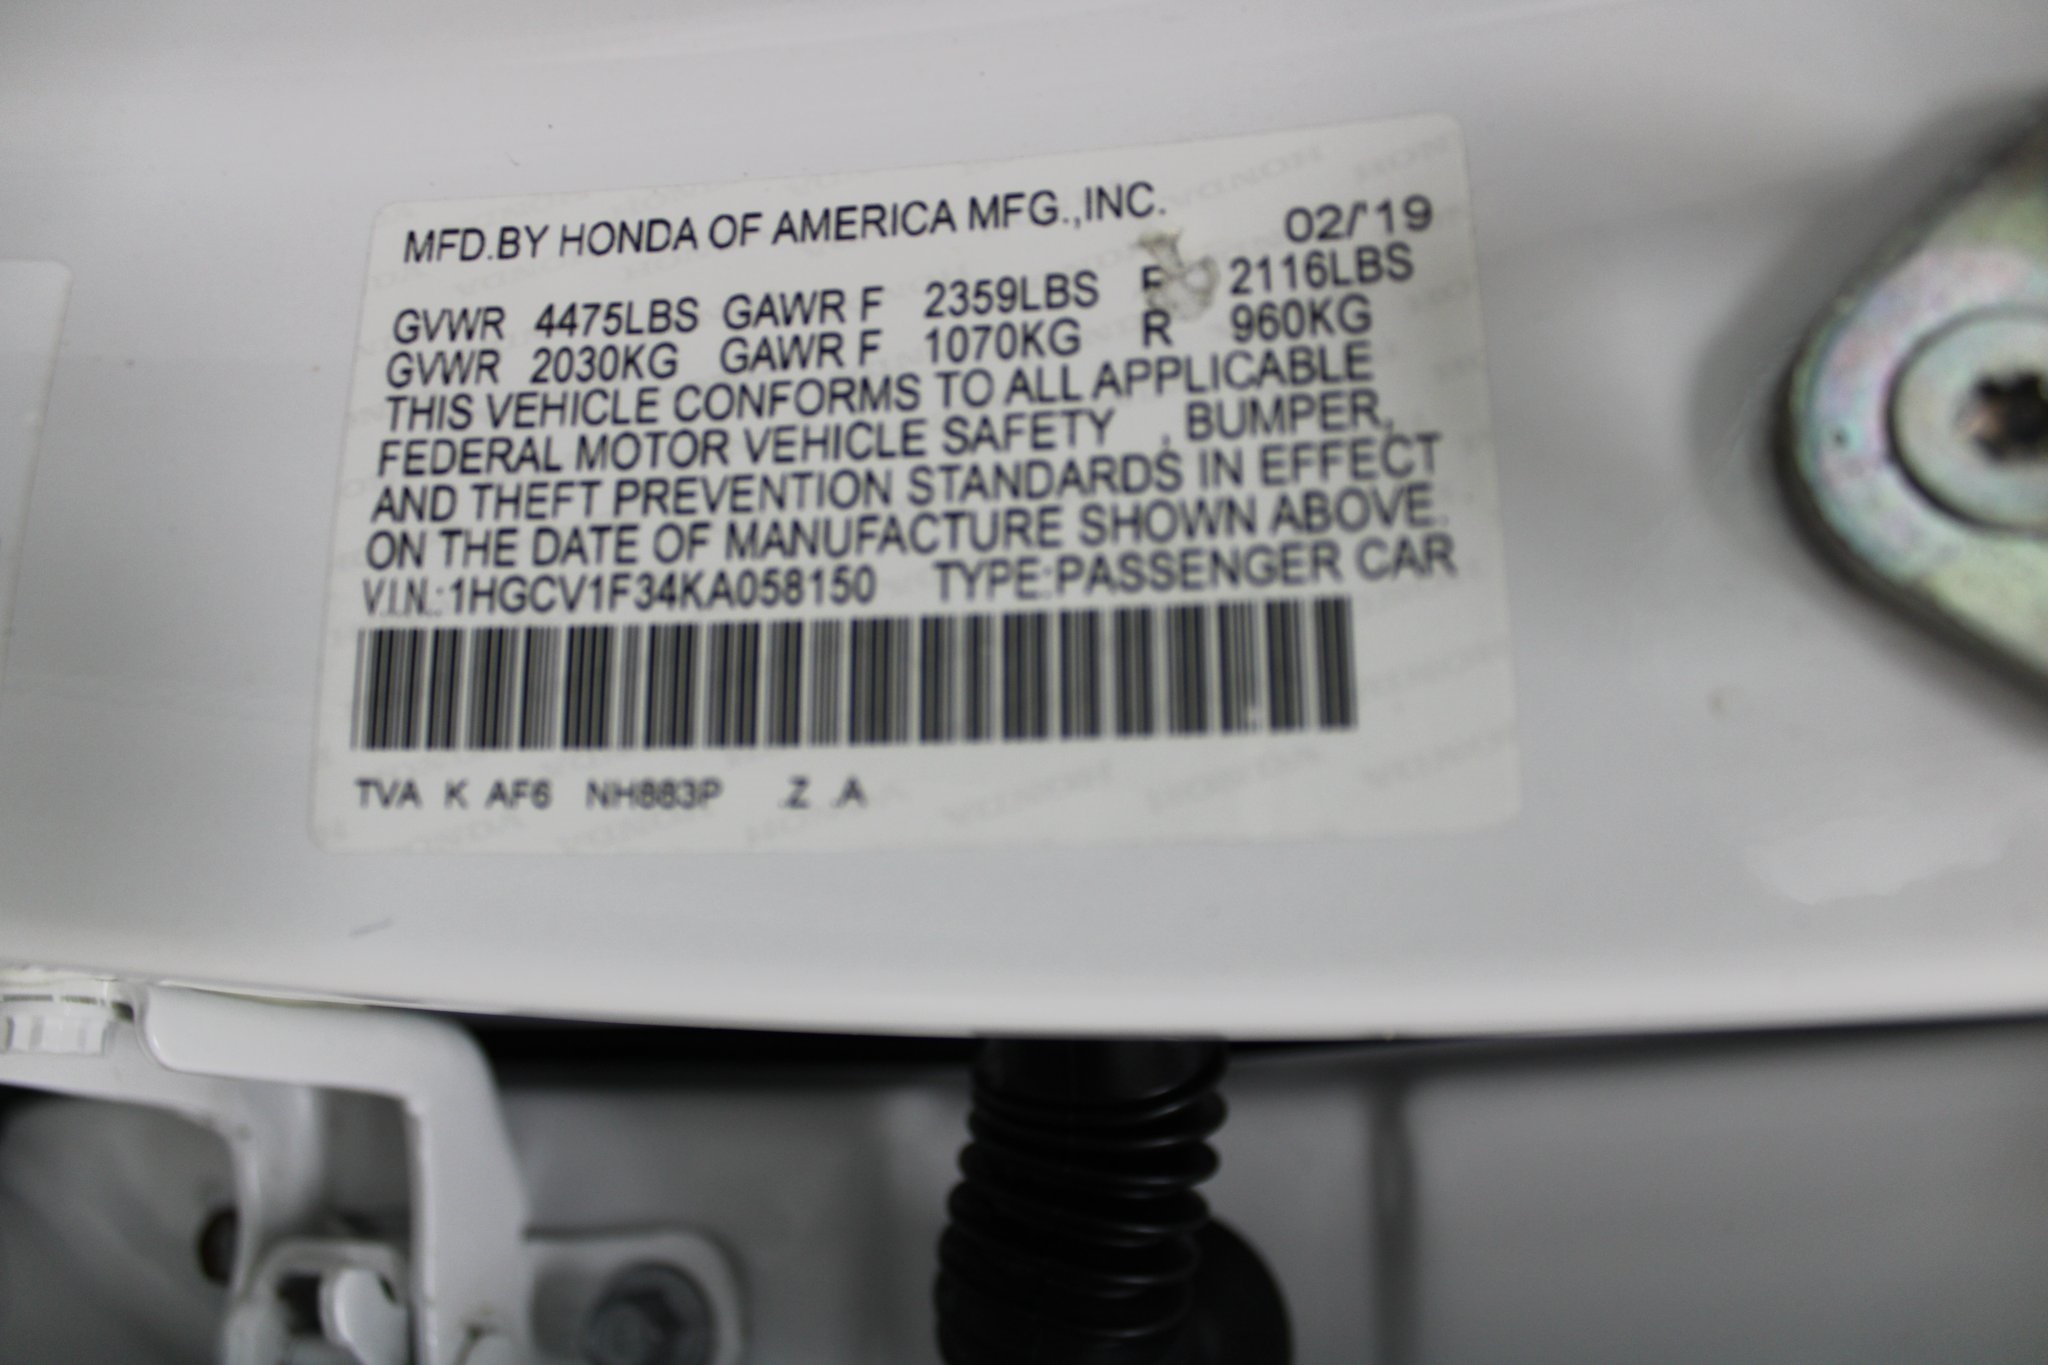 MFD.BY HONDA OF AMERICA MFG.,INC. 02/'19
GVWR 4475LBS GAWR F 2359LBS R 2116LBS
GVWR 2030KG GAWR F 1070KG R 960KG
THIS VEHICLE CONFORMS TO ALL APPLICABLE
FEDERAL MOTOR VEHICLE SAFETY , BUMPER,
AND THEFT PREVENTION STANDARDS IN EFFECT
ON THE DATE OF MANUFACTURE SHOWN ABOVE.
V.I.N.:1HGCV1F34KA058150 TYPE:PASSENGER CAR
TVA K AF6 NH883P .Z .A